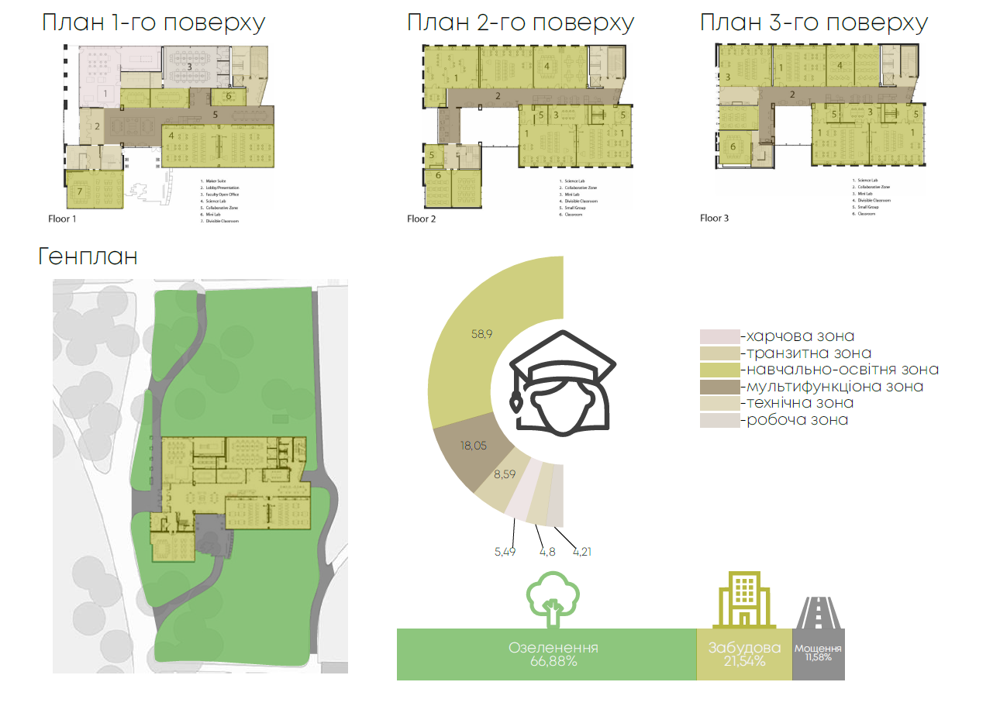 План 1-го поверху
План 2-го поверху
План 3-го поверху
1
2
3
4
5
6
7
1. Maker Suite
2. Lobby/Presentation
3. Faculty Open Office
4. Science Lab
5. Collaborative Zone
6. Mini Lab
7. Divisible Classroom
Floor 1
1
4
2
5
3
5
1
1
5
6
1. Science Lab
2. Collaborative Zone
3. Mini Lab
4. Divisible Classroom
5. Small Group
6. Classroom
Floor 2
3
1
4
2
5
3
5
1
1
6
1. Science Lab
2. Collaborative Zone
3. Mini Lab
4. Divisible Classroom
5. Small Group
6. Classroom
Floor 3
Генплан
58,9
18,05
8,59
5,49
4,8
4,21
-харчова зона
-транзитна зона
-навчально-освітня зона
-мультифункціона зона
-технічна зона
-робоча зона
Озеленення
66,88%
Забудова
21,54%
Мощення
11,58%